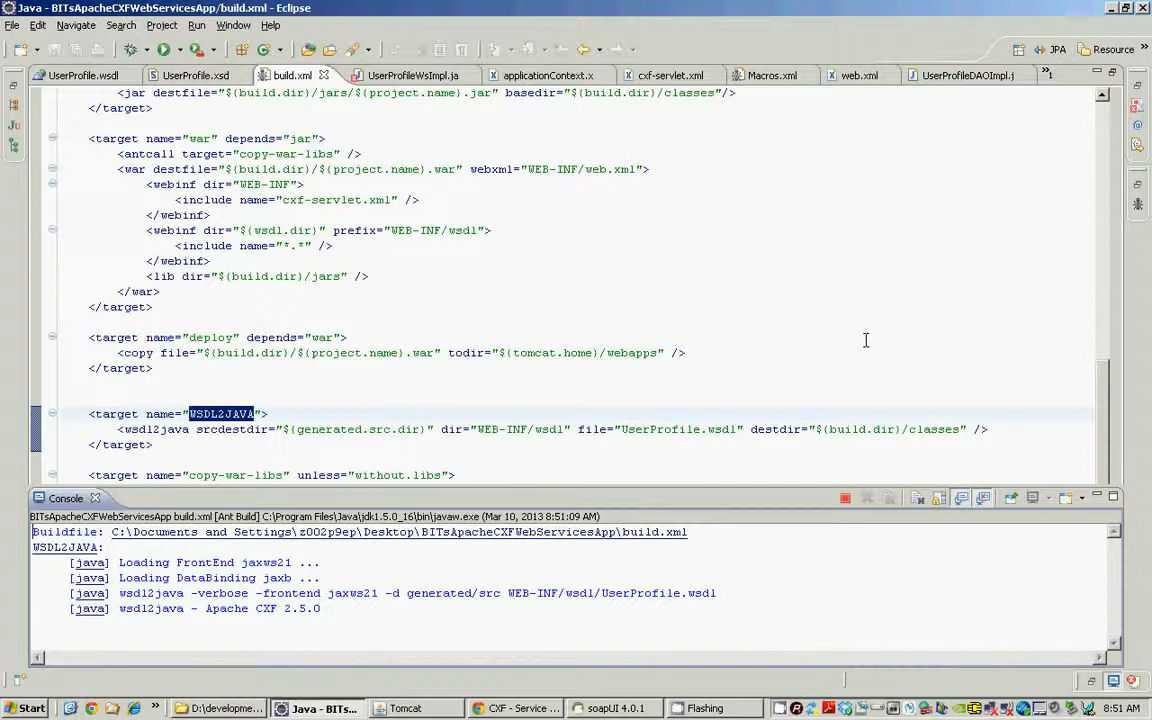 Java - BITsApacheCXFWebServicesApp/build.xml - Eclipse
File Edit Navigate Search Project Run Window Help
JPA Resource »
UserProfile.wsdl UserProfile.xsd build.xml UserProfileWsImpl.ja applicationContext.x cxf-servlet.xml Macros.xml web.xml UserProfileDAOImpl.j »1
<jar destfile="${build.dir}/jars/${project.name}.jar" basedir="${build.dir}/classes"/>
</target>
<target name="war" depends="jar">
<antcall target="copy-war-libs" />
<war destfile="${build.dir}/${project.name}.war" webxml="WEB-INF/web.xml">
<webinf dir="WEB-INF">
<include name="cxf-servlet.xml" />
</webinf>
<webinf dir="${wsdl.dir}" prefix="WEB-INF/wsdl">
<include name="*.*" />
</webinf>
<lib dir="${build.dir}/jars" />
</war>
</target>
<target name="deploy" depends="war">
<copy file="${build.dir}/${project.name}.war" todir="${tomcat.home}/webapps" />
</target>
<target name="WSDL2JAVA">
<wsdl2java srcdestdir="${generated.src.dir}" dir="WEB-INF/wsdl" file="UserProfile.wsdl" destdir="${build.dir}/classes" />
</target>
<target name="copy-war-libs" unless="without.libs">
Console
BITsApacheCXFWebServicesApp build.xml [Ant Build] C:\Program Files\Java\jdk1.5.0_16\bin\javaw.exe (Mar 10, 2013 8:51:09 AM)
Buildfile: C:\Documents and Settings\z002p9ep\Desktop\BITsApacheCXFWebServicesApp\build.xml
WSDL2JAVA:
[java] Loading FrontEnd jaxws21 ...
[java] Loading DataBinding jaxb ...
[java] wsdl2java -verbose -frontend jaxws21 -d generated/src WEB-INF/wsdl/UserProfile.wsdl
[java] wsdl2java - Apache CXF 2.5.0
Start » D:\developme... Java - BITs... Tomcat CXF - Service ... soapUI 4.0.1 Flashing 8:51 AM